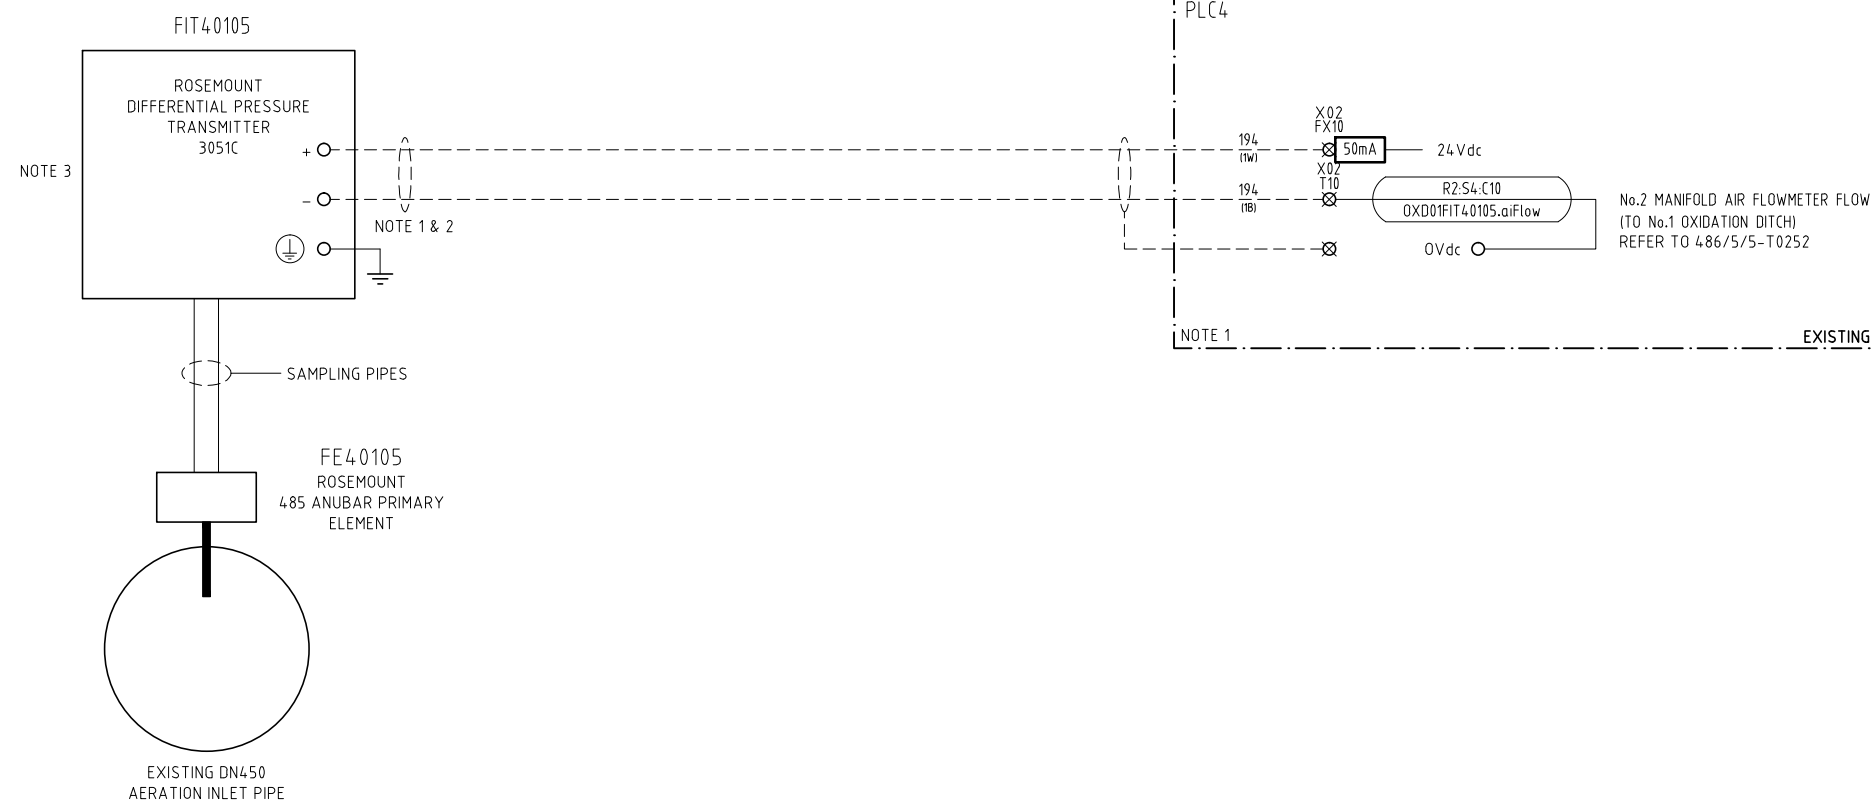 FIT40105
PLC4
ROSEMOUNT
DIFFERENTIAL PRESSURE
TRANSMITTER
3051C
+
-
NOTE 3
NOTE 1 & 2
194
(1W)
194
(1B)
X02
FX10
50mA
24Vdc
X02
T10
R2:S4:C10
OXD01FIT40105.aiFlow
0Vdc
No.2 MANIFOLD AIR FLOWMETER FLOW
(TO No.1 OXIDATION DITCH)
REFER TO 486/5/5-T0252
NOTE 1
EXISTING
SAMPLING PIPES
FE40105
ROSEMOUNT
485 ANUBAR PRIMARY
ELEMENT
EXISTING DN450
AERATION INLET PIPE